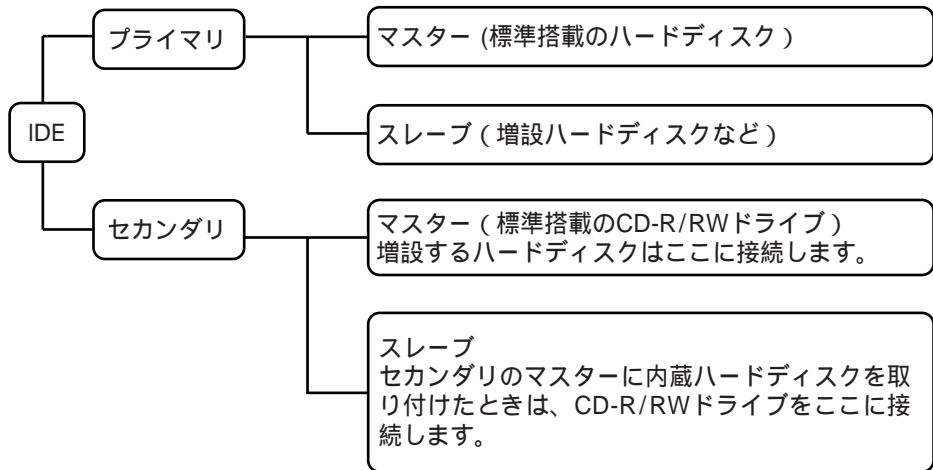 プライマリ
マスター (標準搭載のハードディスク )
IDE
スレーブ ( 増設ハードディスクなど )
セカンダリ
マスター ( 標準搭載のCD-R/RWドライブ )
増設するハードディスクはここに接続します。
スレーブ
セカンダリのマスターに内蔵ハードディスクを取
り付けたときは、CD-R/RWドライブをここに接
続します。